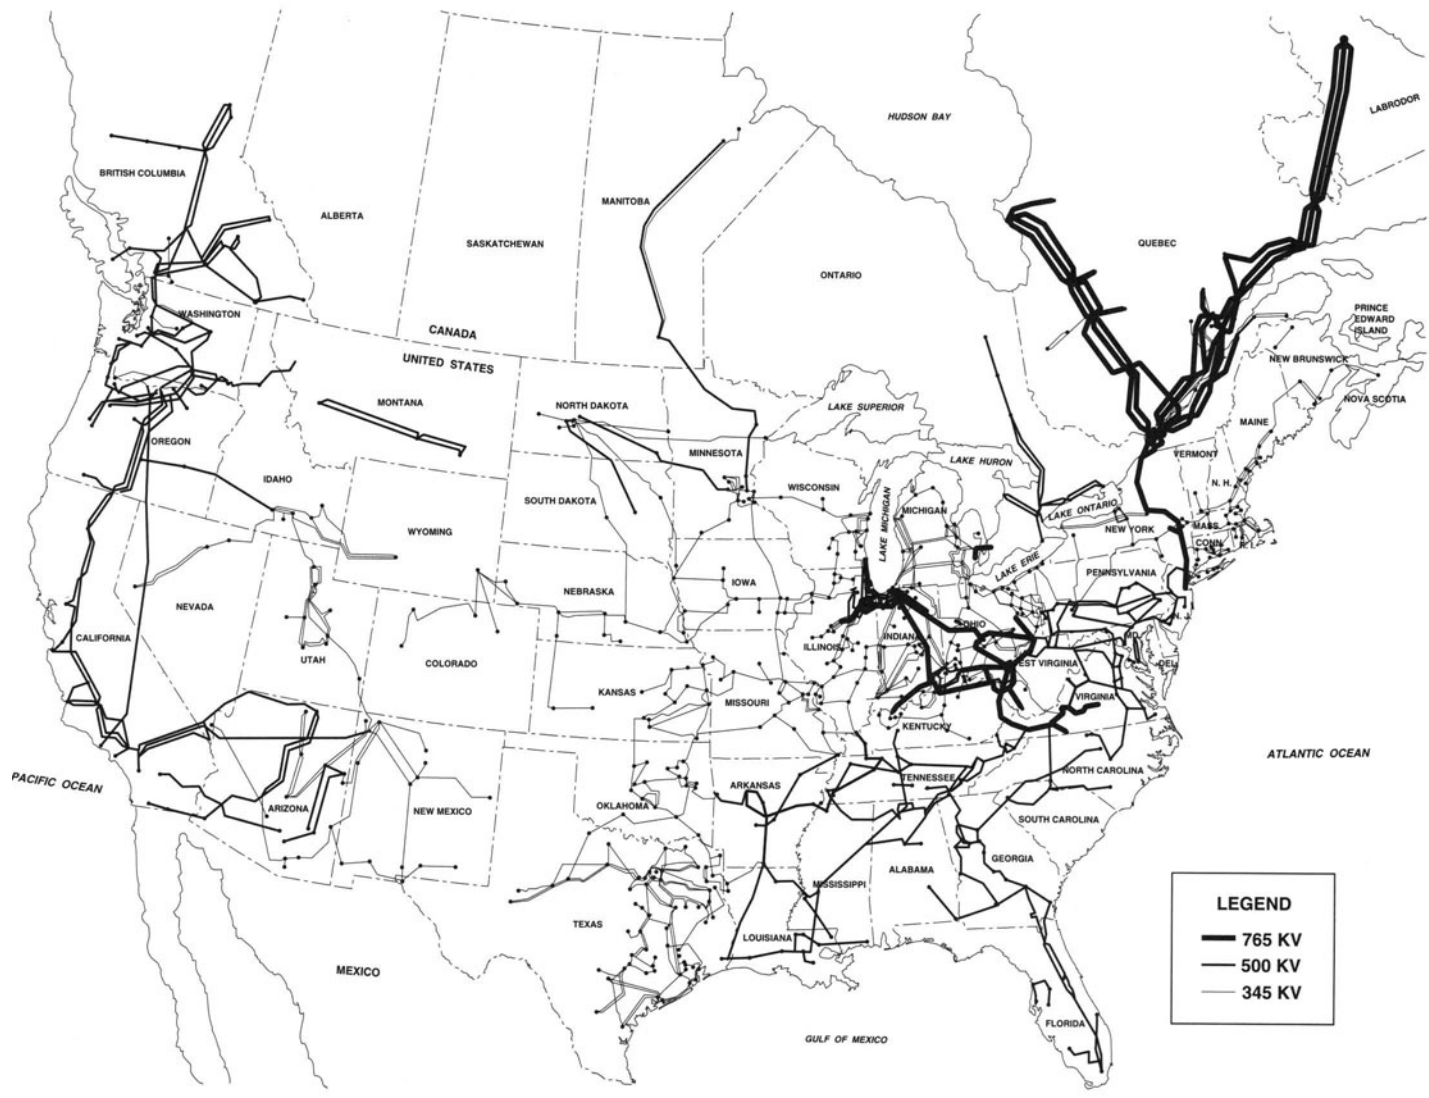 HUDSON BAY
LABRODOR
BRITISH COLUMBIA
ALBERTA
MANITOBA
SASKATCHEWAN
QUEBEC
ONTARIO
WASHINGTON
PRINCE
EDWARD
ISLAND
CANADA
UNITED STATES
NEW BRUNSWICK
MONTANA
NORTH DAKOTA
LAKE SUPERIOR
NOVA SCOTIA
MAINE
OREGON
MINNESOTA
VERMONT
LAKE HURON
IDAHO
N. H.
WISCONSIN
SOUTH DAKOTA
LAKE MICHIGAN
MICHIGAN
LAKE ONTARIO
WYOMING
NEW YORK
MASS.
CONN.
R. I.
LAKE ERIE
PENNSYLVANIA
IOWA
NEBRASKA
NEVADA
N. J.
OHIO
CALIFORNIA
INDIANA
MD.
ILLINOIS
UTAH
COLORADO
EST VIRGINIA
DEL.
KANSAS
VIRGINIA
MISSOURI
KENTUCKY
ATLANTIC OCEAN
PACIFIC OCEAN
NORTH CAROLINA
TENNESSEE
ARKANSAS
OKLAHOMA
ARIZONA
NEW MEXICO
SOUTH CAROLINA
GEORGIA
ALABAMA
MISSISSIPPI
LEGEND
TEXAS
LOUISIANA
765 KV
500 KV
MEXICO
345 KV
FLORIDA
GULF OF MEXICO